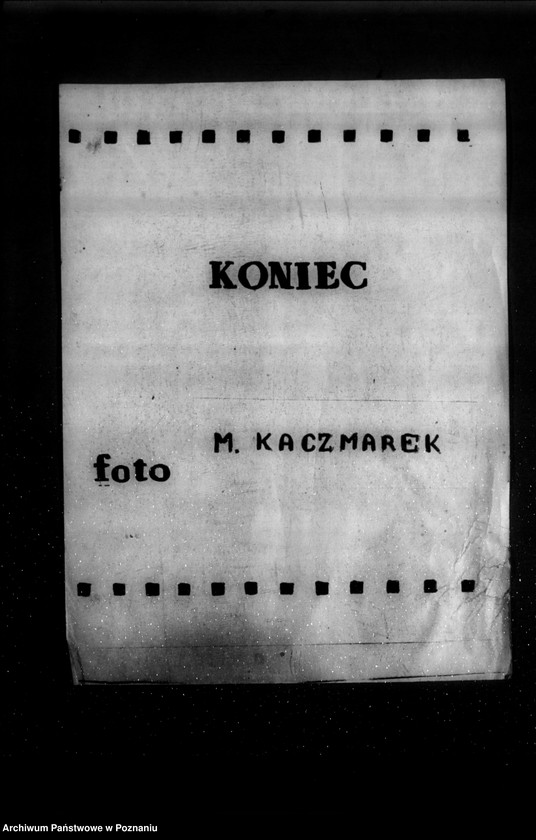 KONIEC
M. KACZMAREK
foto
Archiwum Państwowe w Poznaniu